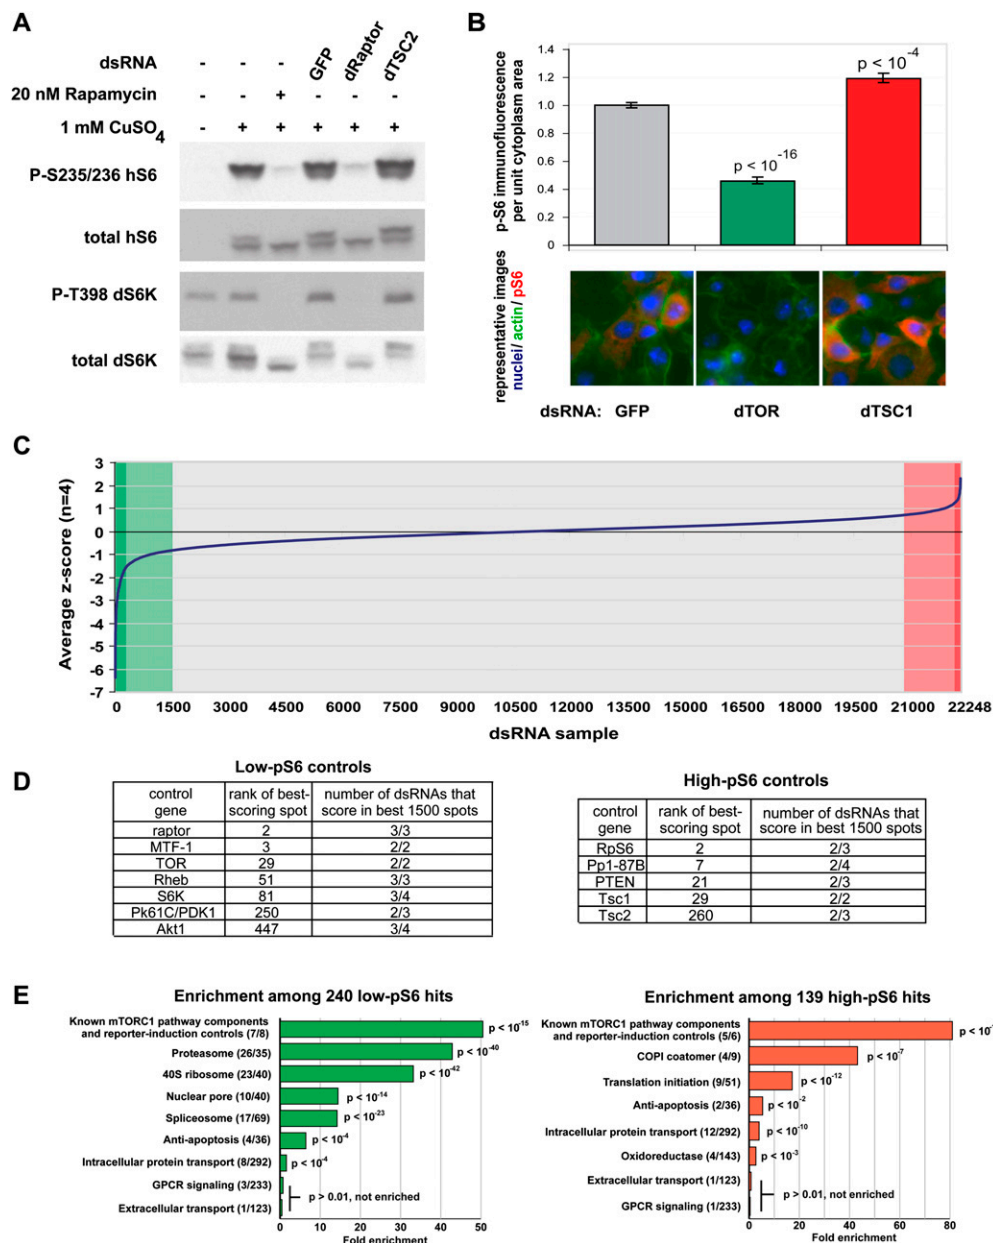 A
dsRNA - - - GFP dRaptor dTSC2
20 nM Rapamycin - - + - - -
1 mM CuSO4 - + + + + +
P-S235/236 hS6
total hS6
P-T398 dS6K
total dS6K
B
p-S6 immunofluorescence
per unit cytoplasm area
1.4
1.2
1.0
0.8
0.6
0.4
0.2
0
p < 10^-16
p < 10^-4
representative images
nuclei/ actin/ pS6
dsRNA: GFP dTOR dTSC1
C
Average z-score (n=4)
3
2
1
0
-1
-2
-3
-4
-5
-6
-7
0 1500 3000 4500 6000 7500 9000 10500 12000 13500 15000 16500 18000 19500 21000 22248
dsRNA sample
D
Low-pS6 controls
control gene | rank of best-scoring spot | number of dsRNAs that score in best 1500 spots
raptor 2 3/3
MTF-1 3 2/2
TOR 29 2/2
Rheb 51 3/3
S6K 81 3/4
Pk61C/PDK1 250 2/3
Akt1 447 3/4
High-pS6 controls
control gene | rank of best-scoring spot | number of dsRNAs that score in best 1500 spots
RpS6 2 2/3
Pp1-87B 7 2/4
PTEN 21 2/3
Tsc1 29 2/2
Tsc2 260 2/3
E
Enrichment among 240 low-pS6 hits
Known mTORC1 pathway components
and reporter-induction controls (7/8) p < 10^-15
Proteasome (26/35) p < 10^-40
40S ribosome (23/40) p < 10^-42
Nuclear pore (10/40) p < 10^-14
Spliceosome (17/69) p < 10^-23
Anti-apoptosis (4/36) p < 10^-4
Intracellular protein transport (8/292) p < 10^-4
GPCR signaling (3/233)
p > 0.01, not enriched
Extracellular transport (1/123)
0 10 20 30 40 50
Fold enrichment
Enrichment among 139 high-pS6 hits
Known mTORC1 pathway components
and reporter-induction controls (5/6) p < 10
COPI coatomer (4/9) p < 10^-7
Translation initiation (9/51) p < 10^-12
Anti-apoptosis (2/36) p < 10^-2
Intracellular protein transport (12/292) p < 10^-10
Oxidoreductase (4/143) p < 10^-3
Extracellular transport (1/123)
p > 0.01, not enriched
GPCR signaling (1/233)
0 20 40 60 80
Fold enrichment